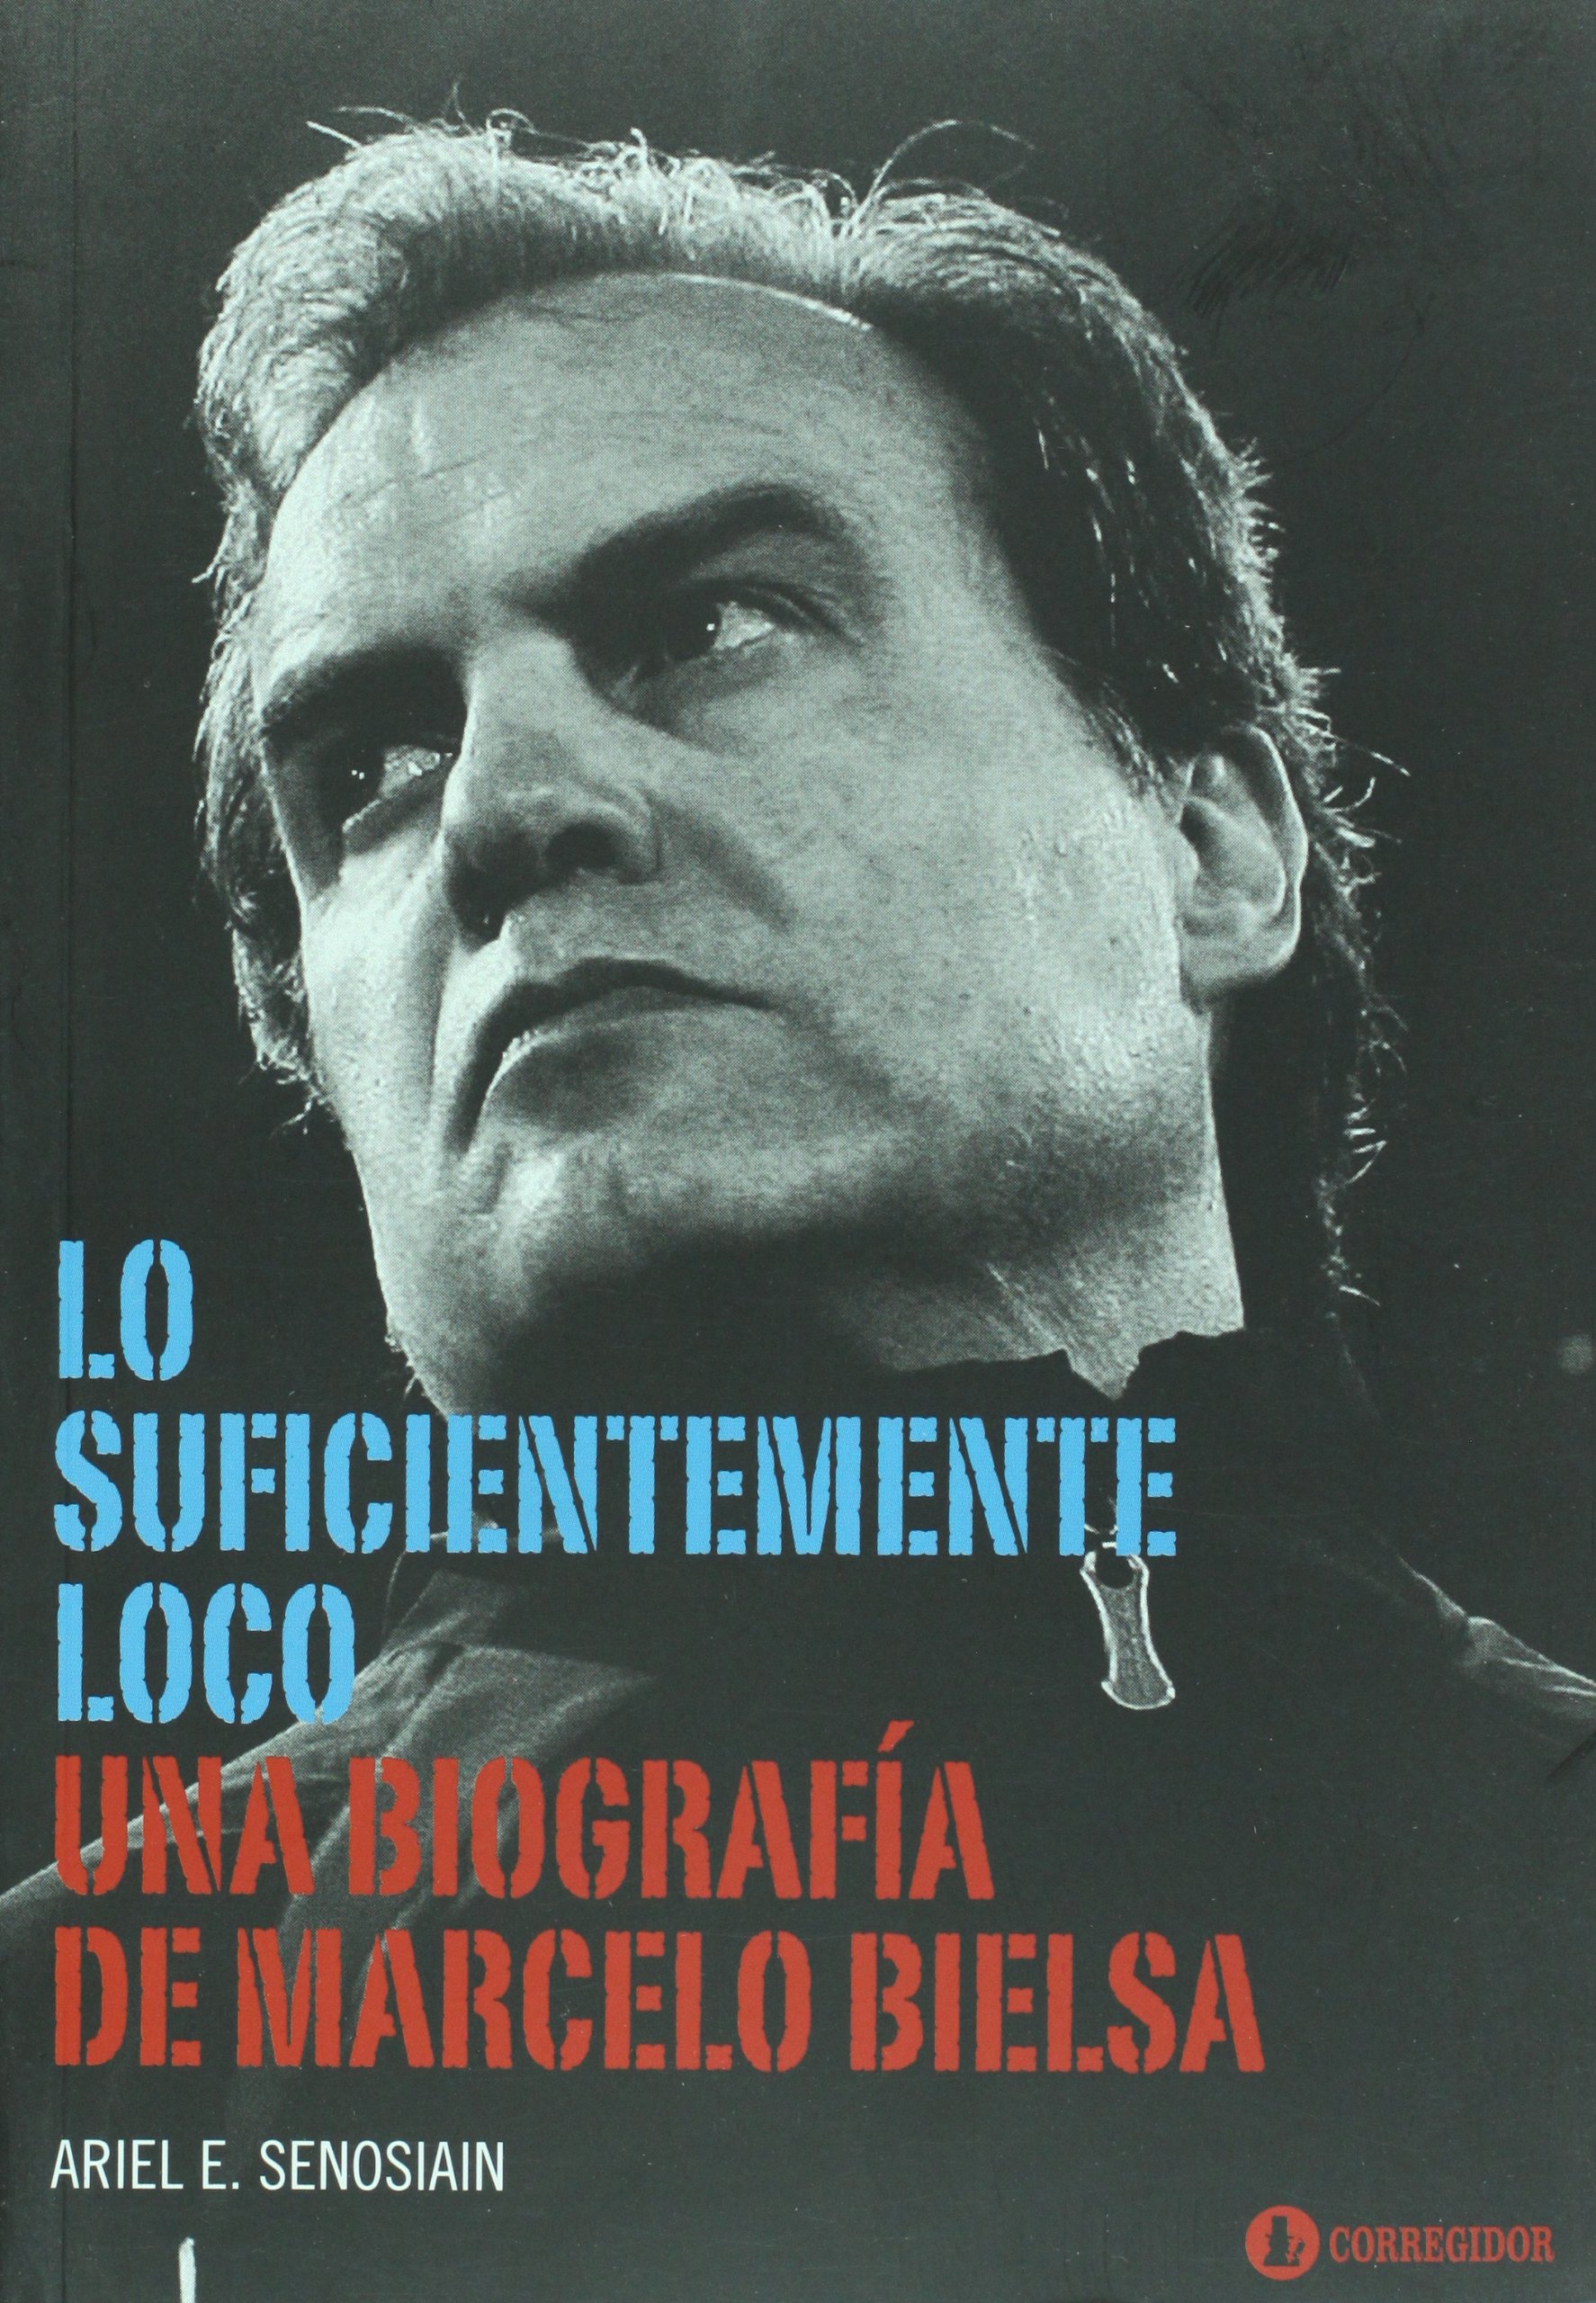 LO
SUFICIENTEMENTE
LOCO
UNA BIOGRAFÍA
DE MARCELO BIELSA
ARIEL E. SENOSIAIN
CORREGIDOR